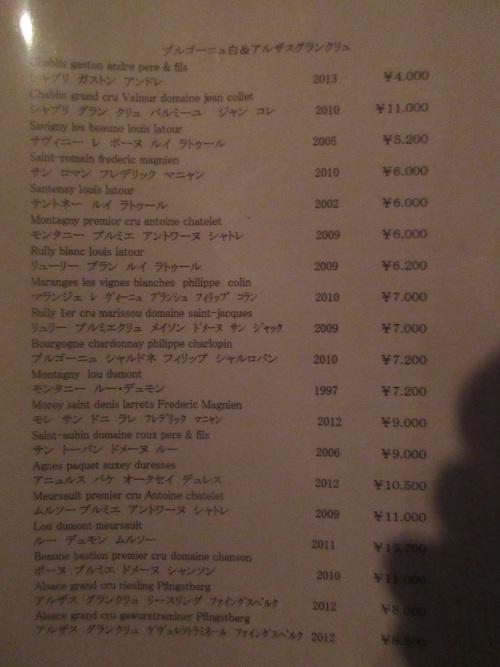 ブルゴーニュ白&アルザスグランクリュ
Chablis gaston andre pere & fils
シャブリ ガストン アンドレ 2013 ¥4.000
Chablis grand cru Valmur domaine jean collet
シャブリ グラン クリュ バルミーユ ジャン コレ 2010 ¥11.000
Savigny les beaune louis latour
サヴィニー レ ボーヌ ルイ ラトゥール 2005 ¥5.200
Saint-romain frederic magnien
サン ロマン フレデリック マニャン 2010 ¥6.000
Santenay louis latour
サントネー ルイ ラトゥール 2002 ¥6.000
Montagny premior cru antoine chatelet
モンタニー プルミエ アントワーヌ シャトレ 2009 ¥6.000
Rully blanc louis latour
リューリー ブラン ルイ ラトゥール 2009 ¥6.200
Maranges les vignes blanches philippe colin
マランジェ レ ヴィーニュ ブランシュ フィリップ コラン 2010 ¥7.000
Rully 1er cru marissou domaine saint-jacques
リュリー プルミエクリュ メイソン ドメーヌ サン ジャック 2009 ¥7.000
Bourgogne chardonnay philippe charlopin
ブルゴーニュ シャルドネ フィリップ シャルロパン 2010 ¥7.200
Montagny lou dumont
モンタニー ルー・デュモン 1997 ¥7.200
Morey saint denis larrets Frederic Magnien
モレ サン ドニ ラレ フレデリック マニャン 2012 ¥9.000
Saint-aubin domaine roux pere & fils
サン トーバン ドメーヌ ルー 2006 ¥9.000
Agnes paquet auxey duresses
アニュルス パケ オークセイ デュレス 2012 ¥10.500
Meursault premier cru Antoine chatelet
ムルソー プルミエ アントワーヌ シャトレ 2009 ¥11.000
Lou dumont meursault
ルー デュモン ムルソー 2011
Beaune bastion premier cru domaine chanson
ボーヌ プルミエ ドメーヌ シャンソン 2010 ¥11.000
Alsace grand cru riesling Pfingstberg
アルザス グランクリュ リースリング ファイングスベルク 2012
Alsace grand cru gewurztraminer Pfingstberg
アルザス グランクリュ ゲヴュルツトラミネール ファイングスベルク 2012